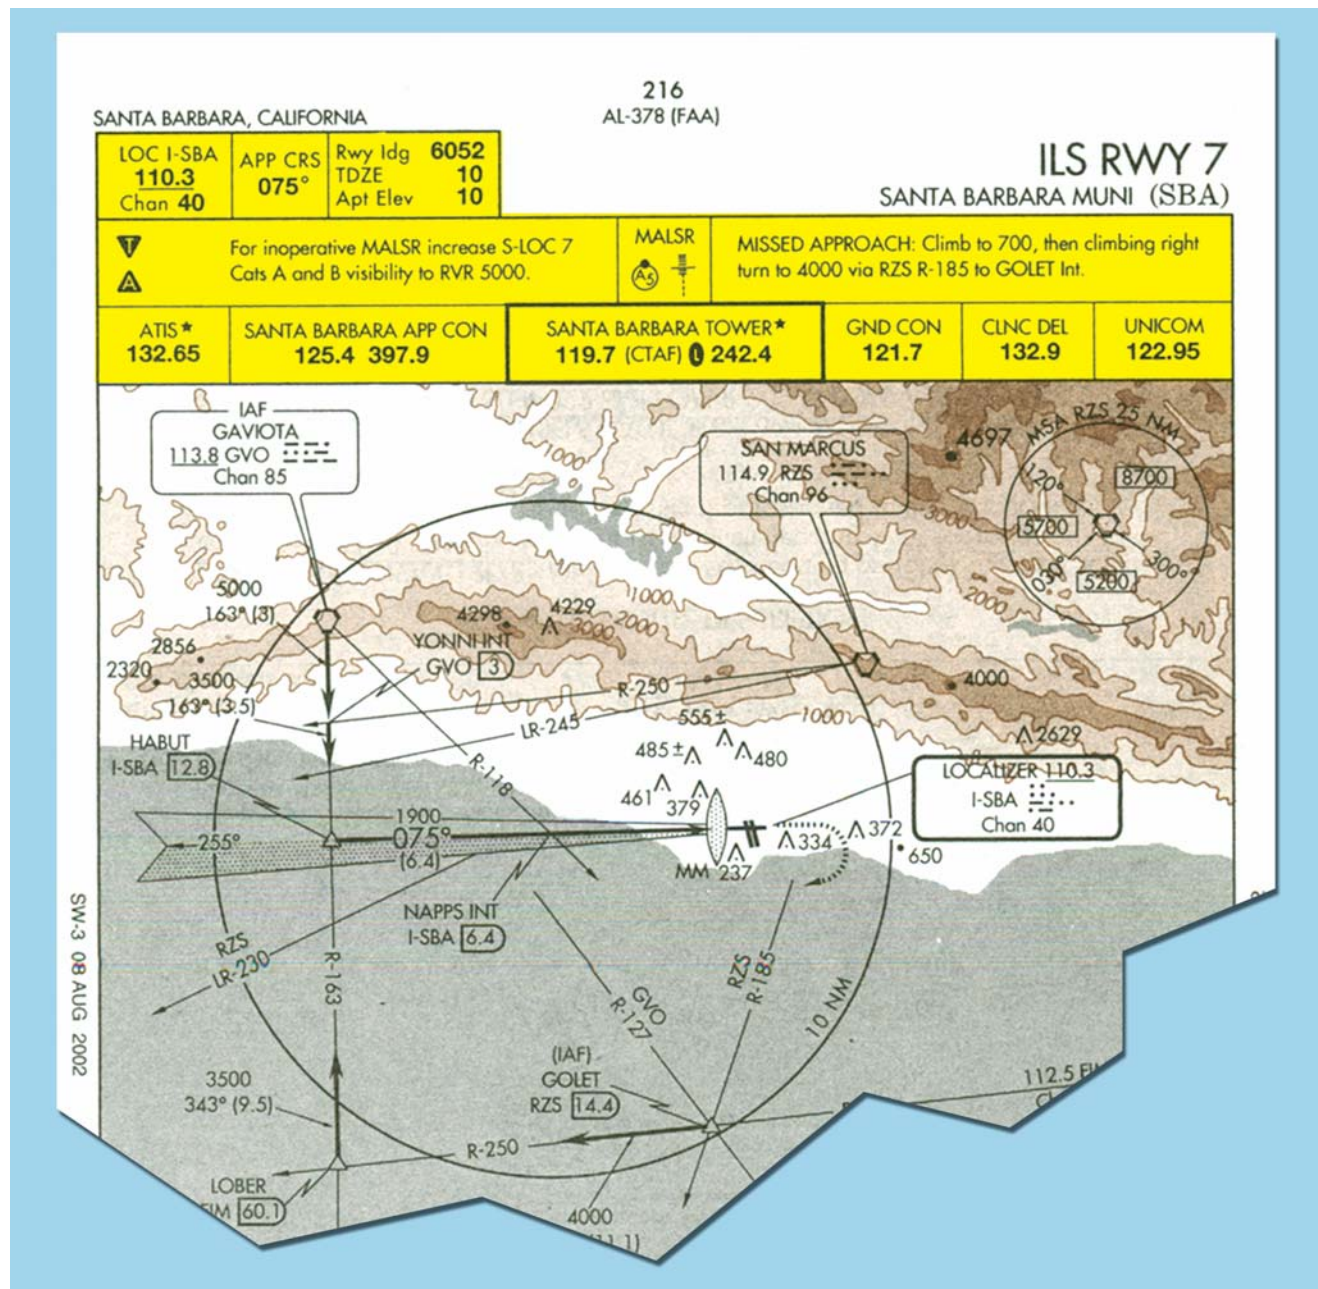 216
AL-378 (FAA)
SANTA BARBARA, CALIFORNIA
LOC I-SBA
110.3
Chan 40
APP CRS
075°
Rwy ldg 6052
TDZE 10
Apt Elev 10
ILS RWY 7
SANTA BARBARA MUNI (SBA)
T
A
For inoperative MALSR increase S-LOC 7
Cats A and B visibility to RVR 5000.
MALSR
A5
MISSED APPROACH: Climb to 700, then climbing right
turn to 4000 via RZS R-185 to GOLET Int.
ATIS★
132.65
SANTA BARBARA APP CON
125.4 397.9
SANTA BARBARA TOWER★
119.7 (CTAF) L 242.4
GND CON
121.7
CLNC DEL
132.9
UNICOM
122.95
IAF
GAVIOTA
113.8 GVO
Chan 85
1000
SAN MARCUS
114.9 RZS
Chan 96
4697
MSA RZS 25 NM
120°
8700
5700
030°
300°
5200
3000
2000
5000
163° (3)
1000
2000
3000
4298
4229
YONNI INT
GVO 3
2856
2320
3500
163° (3.5)
R-250
LR-245
4000
1000
2629
HABUT
I-SBA 12.8
R-118
555±
485±
480
461
379
LOCALIZER 110.3
I-SBA
Chan 40
1900
075°
(6.4)
255°
MM
237
334
372
650
NAPPS INT
I-SBA 6.4
RZS
LR-230
R-163
GVO
R-127
RZS
R-185
10 NM
SW-3 08 AUG 2002
3500
343° (9.5)
(IAF)
GOLET
RZS 14.4
112.5
R-250
LOBER
60.1
4000